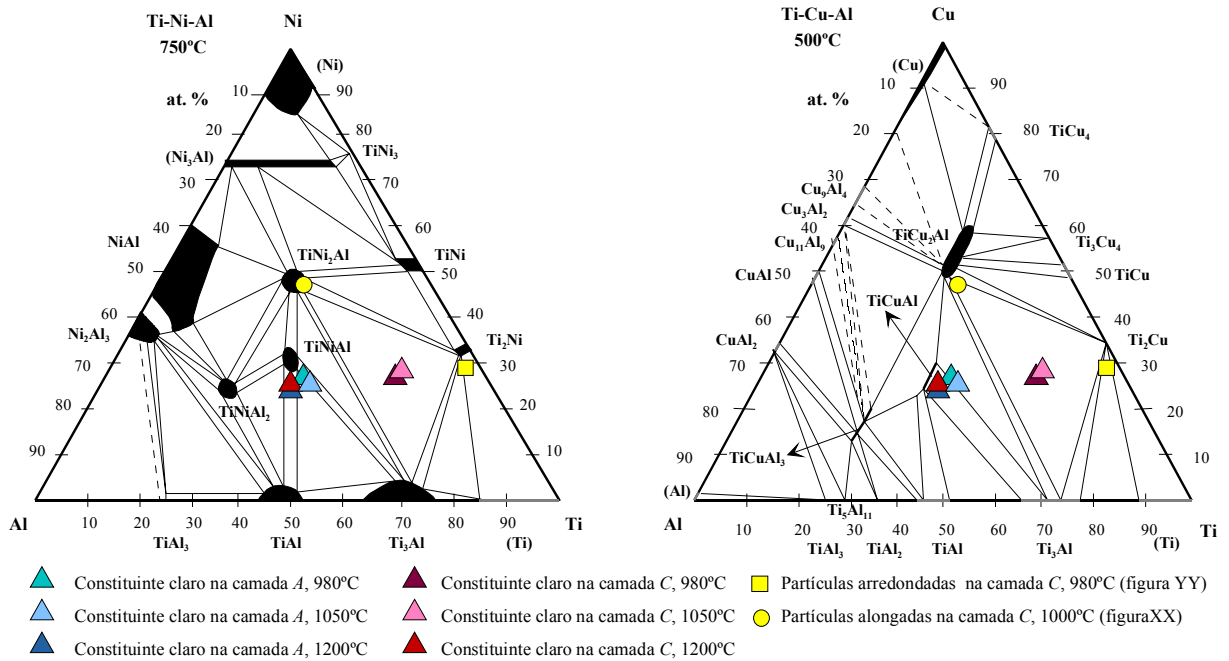 Ti-Ni-Al
750ºC
at. %
Ni
(Ni)
10
90
20
80
(Ni3Al)
TiNi3
30
70
40
60
NiAl
TiNi2Al
TiNi
50
50
60
40
Ni2Al3
Ti2Ni
TiNiAl
70
30
TiNiAl2
80
20
90
10
Al
10
20
30
40
50
60
70
80
90
Ti
TiAl3
TiAl
Ti3Al
(Ti)
Ti-Cu-Al
500ºC
at. %
Cu
(Cu)
10
90
20
80
TiCu4
30
70
Cu9Al4
Cu3Al2
40
60
TiCu2Al
Cu11Al9
Ti3Cu4
CuAl
50
50
TiCu
TiCuAl
60
40
CuAl2
Ti2Cu
70
30
80
20
TiCuAl3
90
10
(Al)
Al
10
20
30
40
50
60
70
80
90
Ti
Ti5Al11
TiAl3
TiAl2
TiAl
Ti3Al
(Ti)
Constituinte claro na camada A, 980ºC
Constituinte claro na camada C, 980ºC
Partículas arredondadas na camada C, 980ºC (figura YY)
Constituinte claro na camada A, 1050ºC
Constituinte claro na camada C, 1050ºC
Partículas alongadas na camada C, 1000ºC (figuraXX)
Constituinte claro na camada A, 1200ºC
Constituinte claro na camada C, 1200ºC